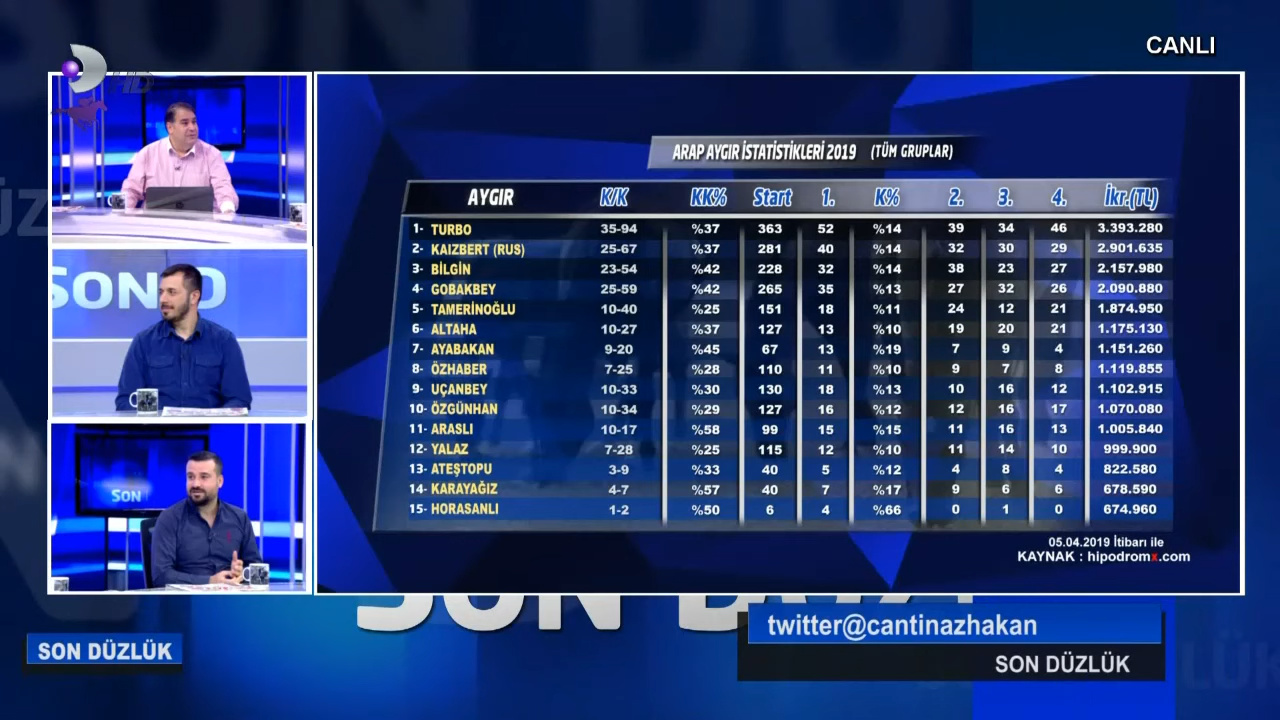 CANLI
HD
ARAP AYGIR İSTATİSTİKLERİ 2019 (TÜM GRUPLAR)
AYGIR K/K KK% Start 1. K% 2. 3. 4. İkr.(TL)
1- TURBO 35-94 %37 363 52 %14 39 34 46 3.393.280
2- KAIZBERT (RUS) 25-67 %37 281 40 %14 32 30 29 2.901.635
3- BİLGİN 23-54 %42 228 32 %14 38 23 27 2.157.980
4- GOBAKBEY 25-59 %42 265 35 %13 27 32 26 2.090.880
5- TAMERİNOĞLU 10-40 %25 151 18 %11 24 12 21 1.874.950
6- ALTAHA 10-27 %37 127 13 %10 19 20 21 1.175.130
7- AYABAKAN 9-20 %45 67 13 %19 7 9 4 1.151.260
8- ÖZHABER 7-25 %28 110 11 %10 9 7 8 1.119.855
9- UÇANBEY 10-33 %30 130 18 %13 10 16 12 1.102.915
10- ÖZGÜNHAN 10-34 %29 127 16 %12 12 16 17 1.070.080
11- ARASLI 10-17 %58 99 15 %15 11 16 13 1.005.840
12- YALAZ 7-28 %25 115 12 %10 11 14 10 999.900
13- ATEŞTOPU 3-9 %33 40 5 %12 4 8 4 822.580
14- KARAYAĞIZ 4-7 %57 40 7 %17 9 6 6 678.590
15- HORASANLI 1-2 %50 6 4 %66 0 1 0 674.960
05.04.2019 İtibarı ile
KAYNAK : hipodromx.com
SON D
SON
twitter@cantinazhakan
SON DÜZLÜK
SON DÜZLÜK